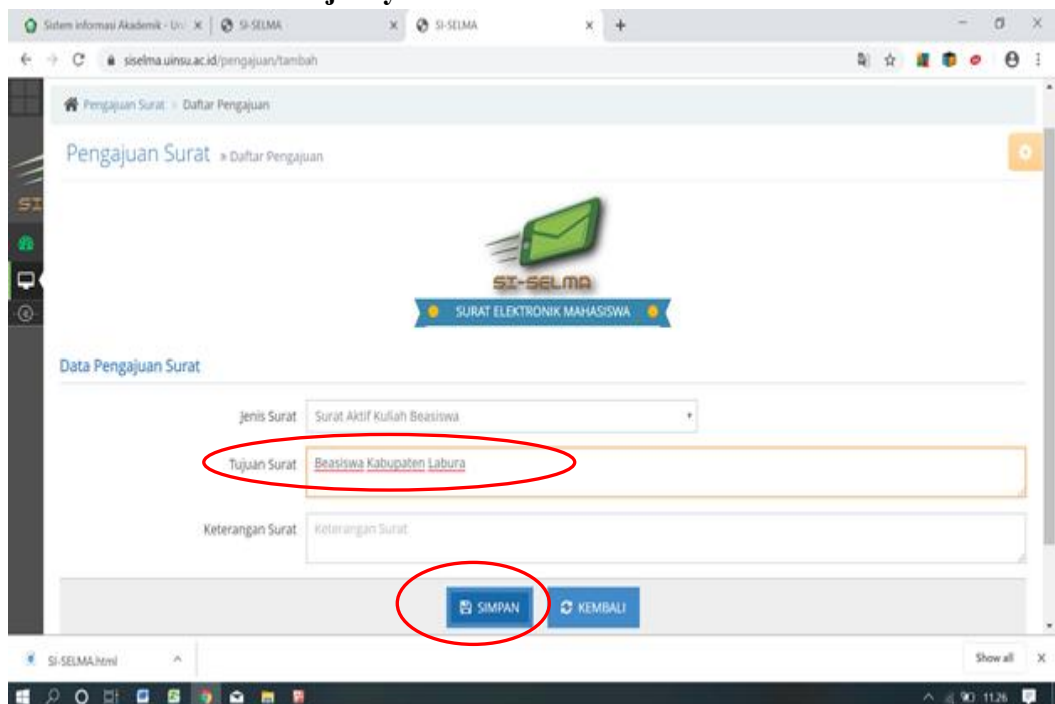 Sistem informasi Akademik - Uni
SI-SELMA
SI-SELMA
siselma.uinsu.ac.id/pengajuan/tambah
Pengajuan Surat » Daftar Pengajuan
Pengajuan Surat » Daftar Pengajuan
SI
SI-SELMA
SURAT ELEKTRONIK MAHASISWA
Data Pengajuan Surat
Jenis Surat Surat Aktif Kuliah Beasiswa
Tujuan Surat Beasiswa Kabupaten Labura
Keterangan Surat Keterangan Surat
SIMPAN KEMBALI
SI-SELMA.html
Show all
11.26